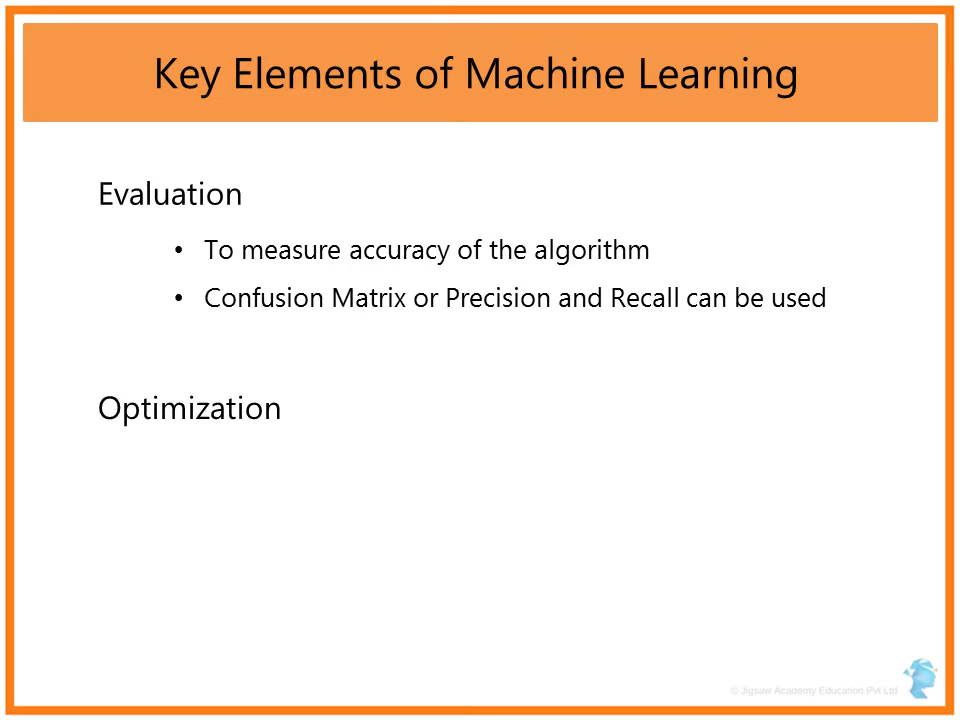 Key Elements of Machine Learning
Evaluation
• To measure accuracy of the algorithm
• Confusion Matrix or Precision and Recall can be used
Optimization
© Jigsaw Academy Education Pvt Ltd